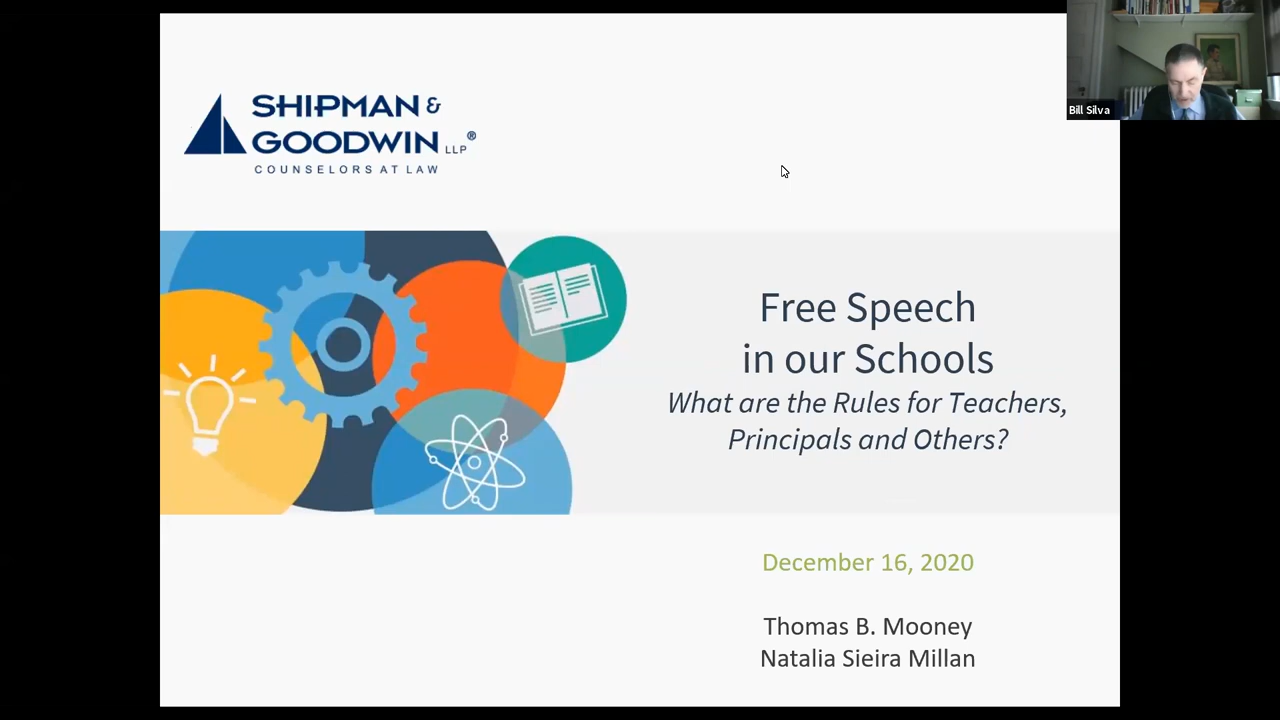 SHIPMAN &
GOODWIN LLP®
COUNSELORS AT LAW
Bill Silva
Free Speech
in our Schools
What are the Rules for Teachers,
Principals and Others?
December 16, 2020
Thomas B. Mooney
Natalia Sieira Millan